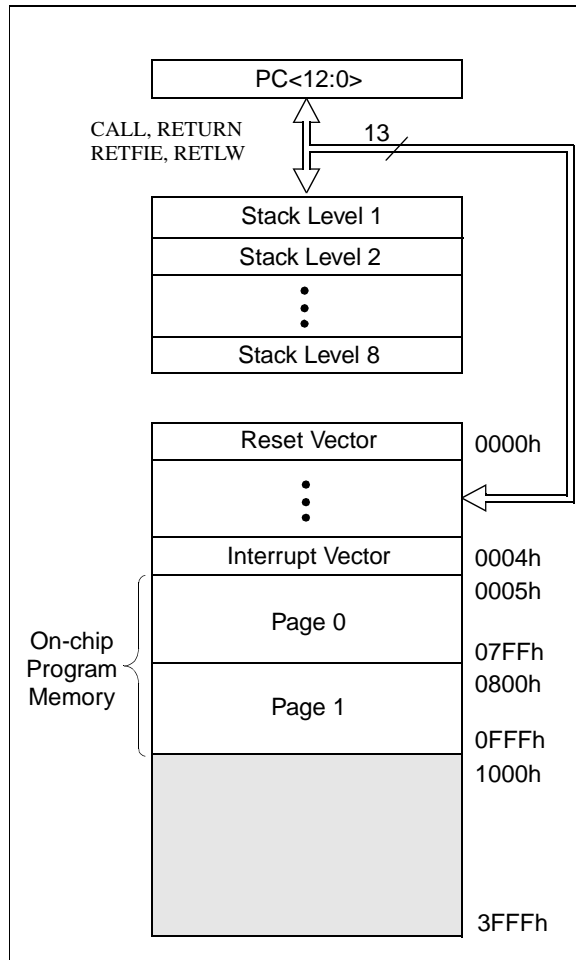 PC<12:0>
CALL, RETURN
RETFIE, RETLW
13
Stack Level 1
Stack Level 2
Stack Level 8
Reset Vector
0000h
Interrupt Vector
0004h
0005h
On-chip
Program
Memory
Page 0
07FFh
0800h
Page 1
0FFFh
1000h
3FFFh